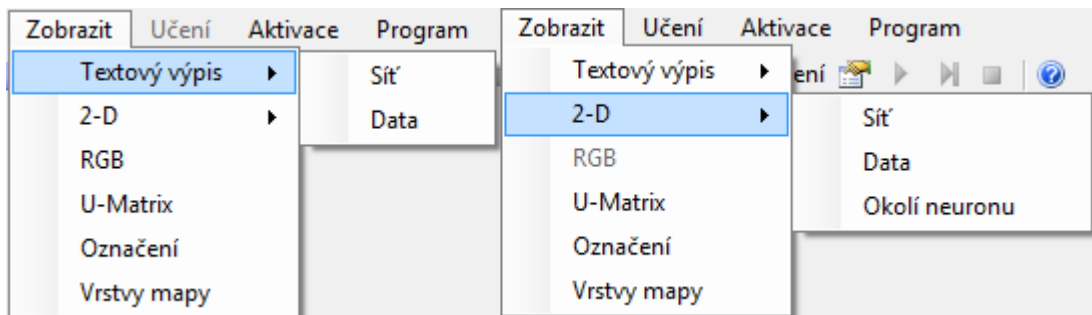 Zobrazit Učení Aktivace Program
Textový výpis Síť
2-D Data
RGB
U-Matrix
Označení
Vrstvy mapy
Zobrazit Učení Aktivace Program
Textový výpis ení
2-D Síť
RGB Data
U-Matrix Okolí neuronu
Označení
Vrstvy mapy